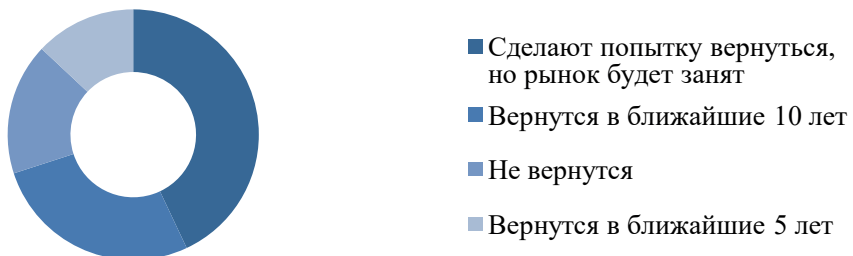 Сделают попытку вернуться,
но рынок будет занят
Вернутся в ближайшие 10 лет
Не вернутся
Вернутся в ближайшие 5 лет